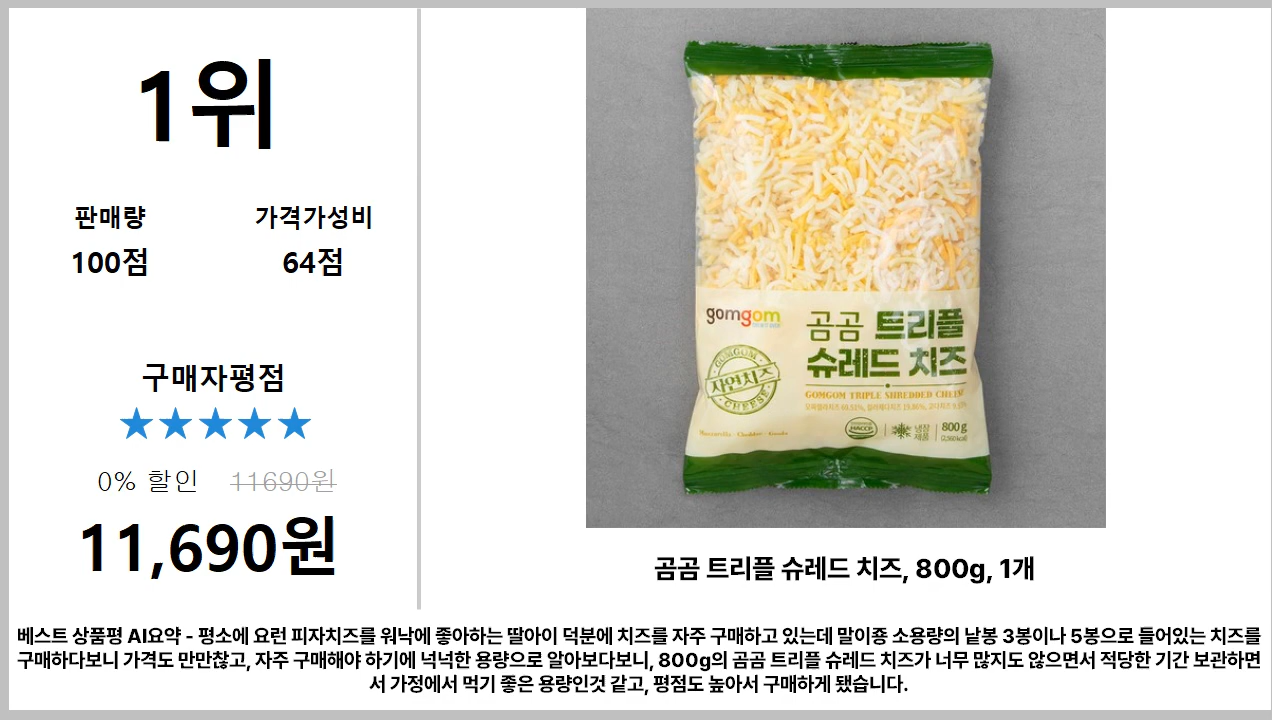 1위
판매량
가격가성비
100점
64점
구매자평점
0% 할인
11690원
11,690원
gomgom
곰곰 트리플
슈레드 치즈
GOMGOM
자연치즈
CHEESE
GOMGOM TRIPLE SHREDDED CHEESE
HACCP
냉장
제품
800 g
곰곰 트리플 슈레드 치즈, 800g, 1개
베스트 상품평 AI요약 - 평소에 요런 피자치즈를 워낙에 좋아하는 딸아이 덕분에 치즈를 자주 구매하고 있는데 말이죵 소용량의 낱봉 3봉이나 5봉으로 들어있는 치즈를
구매하다보니 가격도 만만찮고, 자주 구매해야 하기에 넉넉한 용량으로 알아보다보니, 800g의 곰곰 트리플 슈레드 치즈가 너무 많지도 않으면서 적당한 기간 보관하면
서 가정에서 먹기 좋은 용량인것 같고, 평점도 높아서 구매하게 됐습니다.